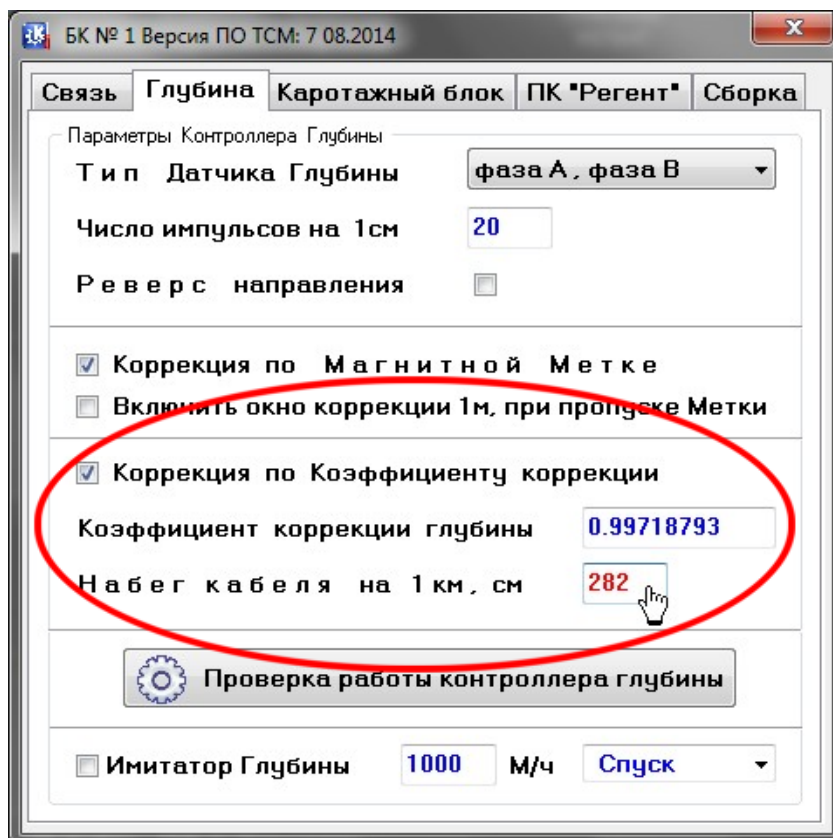 БК № 1 Версия ПО ТСМ: 7 08.2014
Связь Глубина Каротажный блок ПК "Регент" Сборка
Параметры Контроллера Глубины
Тип Датчика Глубины фаза А , фаза В
Число импульсов на 1см 20
Реверс направления
Коррекция по Магнитной Метке
Включить окно коррекции 1м, при пропуске Метки
Коррекция по Коэффициенту коррекции
Коэффициент коррекции глубины 0.99718793
Набег кабеля на 1 км , см 282
Проверка работы контроллера глубины
Имитатор Глубины 1000 М/ч Спуск